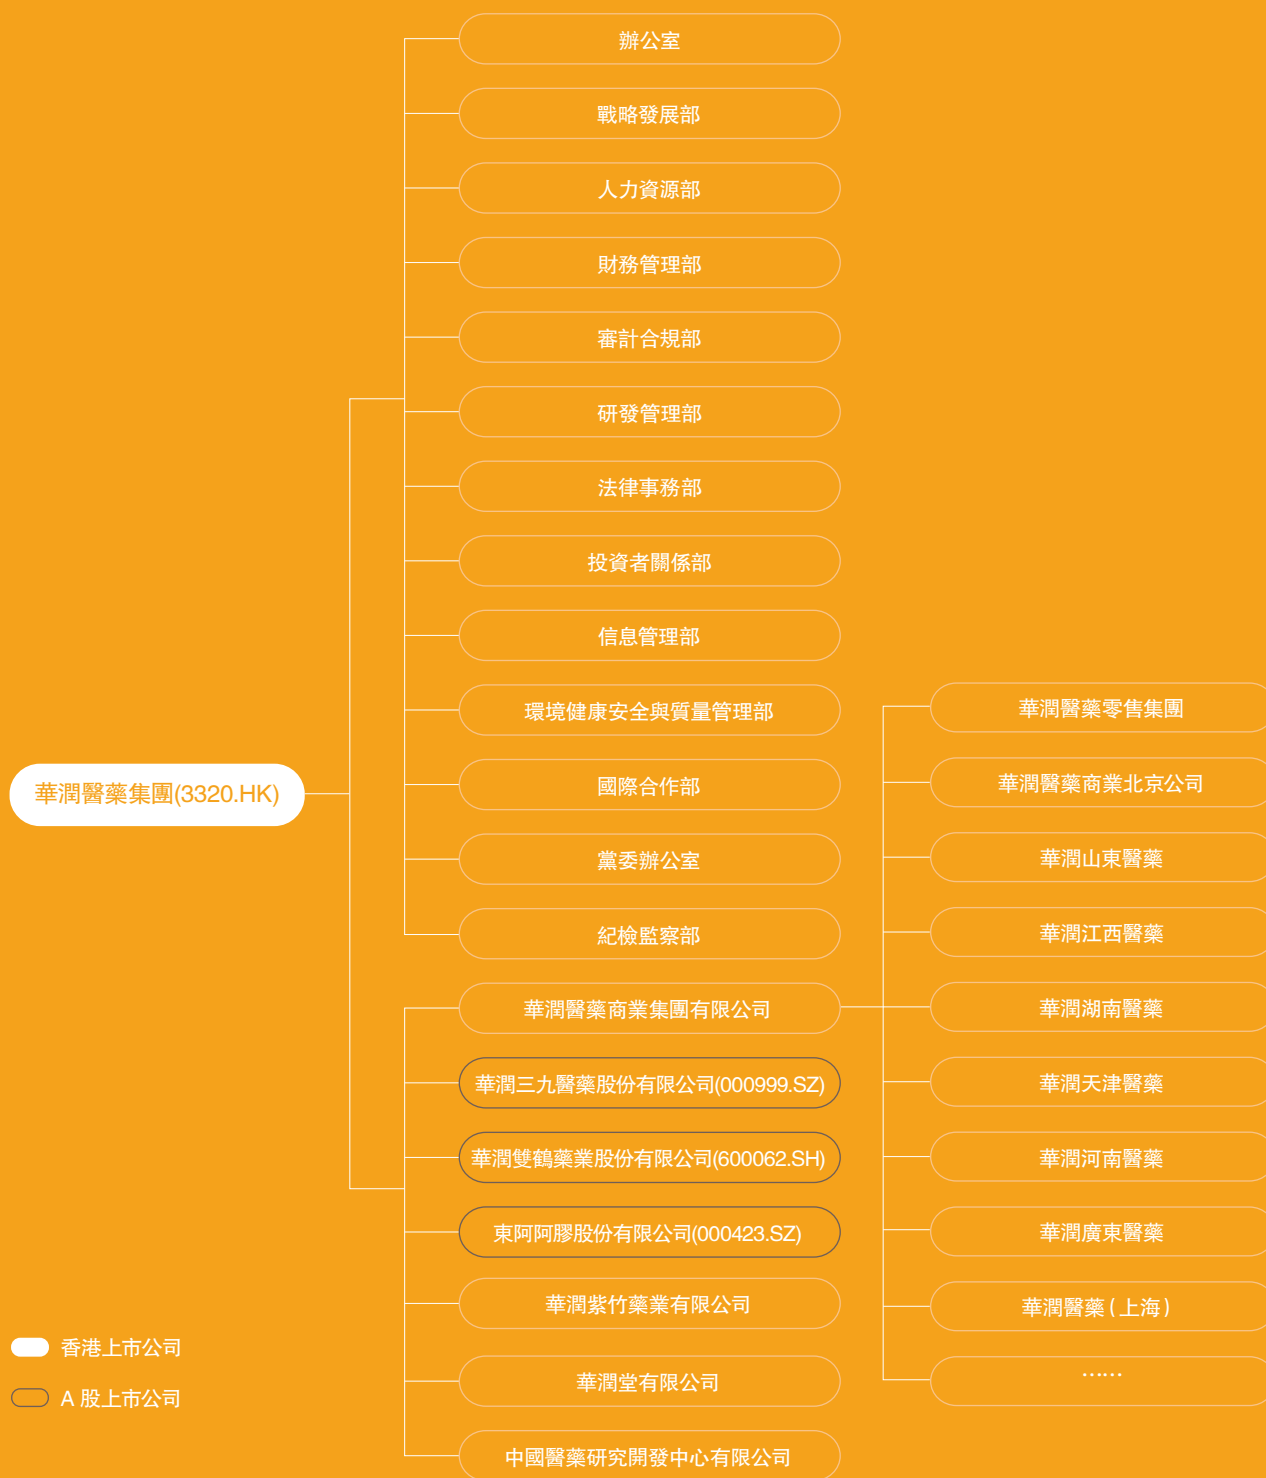 華潤醫藥集團(3320.HK)
辦公室
戰略發展部
人力資源部
財務管理部
審計合規部
研發管理部
法律事務部
投資者關係部
信息管理部
環境健康安全與質量管理部
國際合作部
黨委辦公室
紀檢監察部
華潤醫藥商業集團有限公司
華潤三九醫藥股份有限公司(000999.SZ)
華潤雙鶴藥業股份有限公司(600062.SH)
東阿阿膠股份有限公司(000423.SZ)
華潤紫竹藥業有限公司
華潤堂有限公司
中國醫藥研究開發中心有限公司
華潤醫藥零售集團
華潤醫藥商業北京公司
華潤山東醫藥
華潤江西醫藥
華潤湖南醫藥
華潤天津醫藥
華潤河南醫藥
華潤廣東醫藥
華潤醫藥(上海)
……
香港上市公司
A 股上市公司